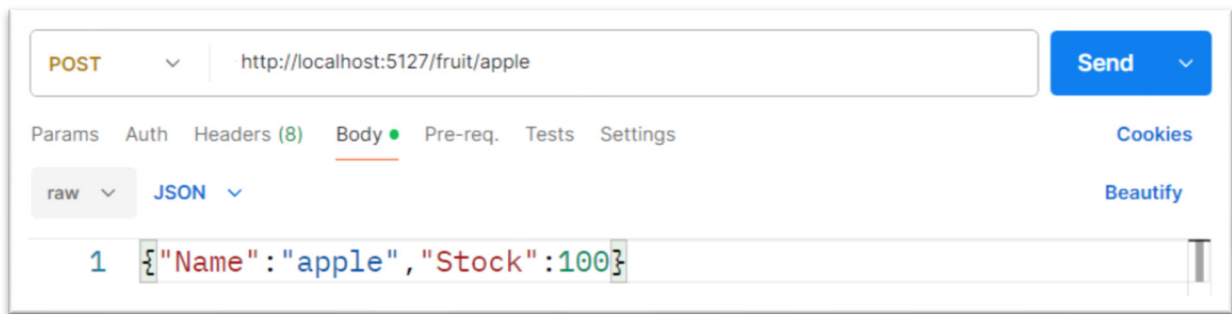 POST http://localhost:5127/fruit/apple Send
Params Auth Headers (8) Body Pre-req. Tests Settings Cookies
raw JSON Beautify
1 {"Name":"apple","Stock":100}